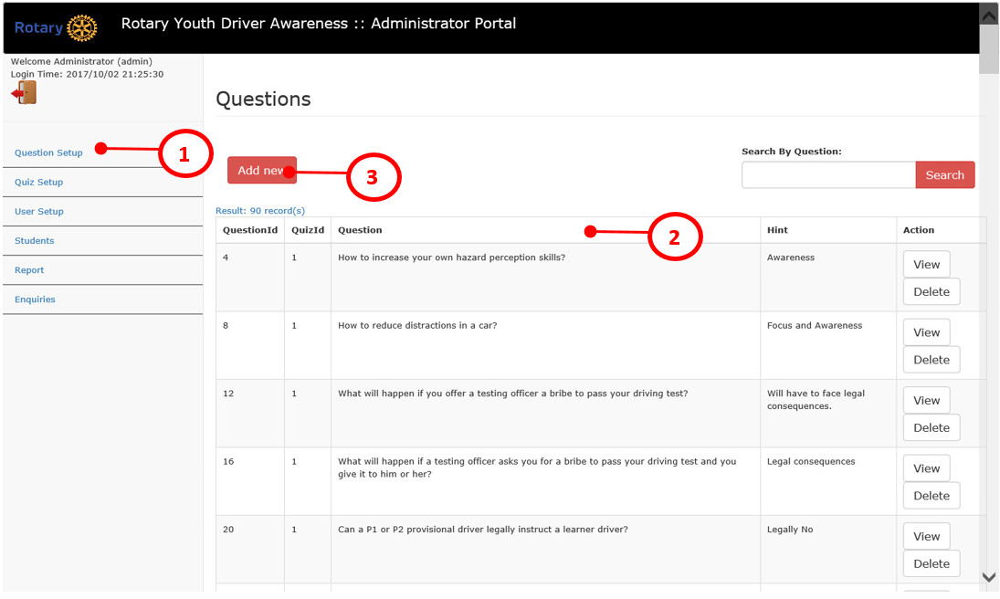 Rotary
Rotary Youth Driver Awareness :: Administrator Portal
Welcome Administrator (admin)
Login Time: 2017/10/02 21:25:30
Question Setup
Quiz Setup
User Setup
Students
Report
Enquiries
1
Questions
Add new
3
Search By Question:
Search
Result: 90 record(s)
2
QuestionId QuizId Question Hint Action
4 1 How to increase your own hazard perception skills? Awareness View
Delete
8 1 How to reduce distractions in a car? Focus and Awareness View
Delete
12 1 What will happen if you offer a testing officer a bribe to pass your driving test? Will have to face legal View
consequences.
Delete
16 1 What will happen if a testing officer asks you for a bribe to pass your driving test and you Legal consequences View
give it to him or her?
Delete
20 1 Can a P1 or P2 provisional driver legally instruct a learner driver? Legally No View
Delete